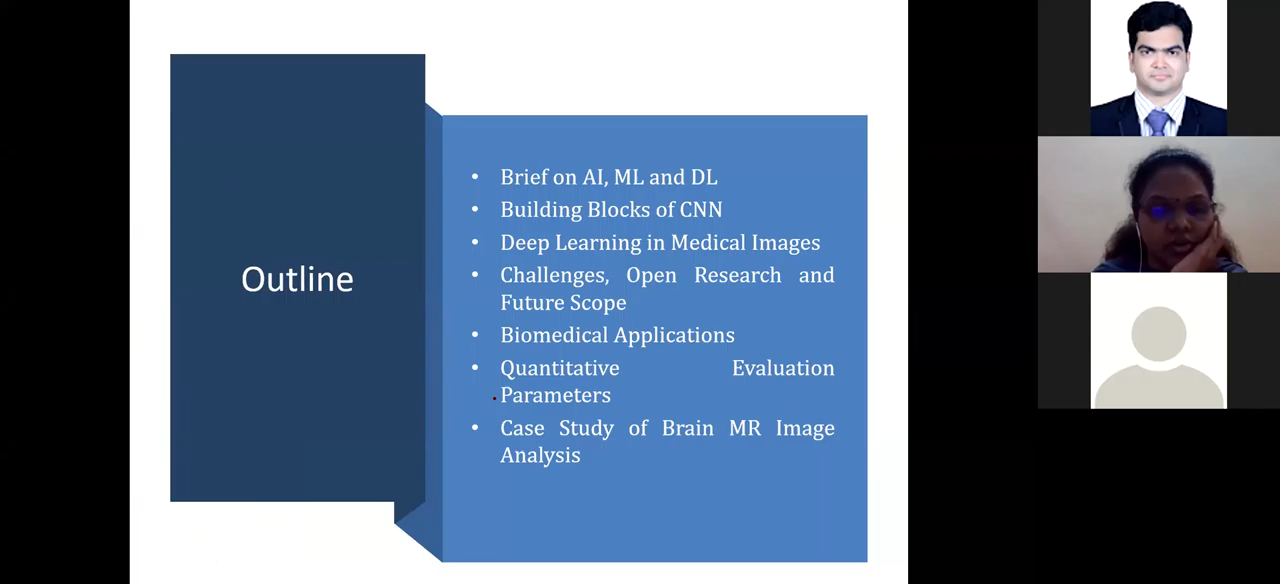 Outline
• Brief on AI, ML and DL
• Building Blocks of CNN
• Deep Learning in Medical Images
• Challenges, Open Research and
Future Scope
• Biomedical Applications
• Quantitative Evaluation
Parameters
• Case Study of Brain MR Image
Analysis